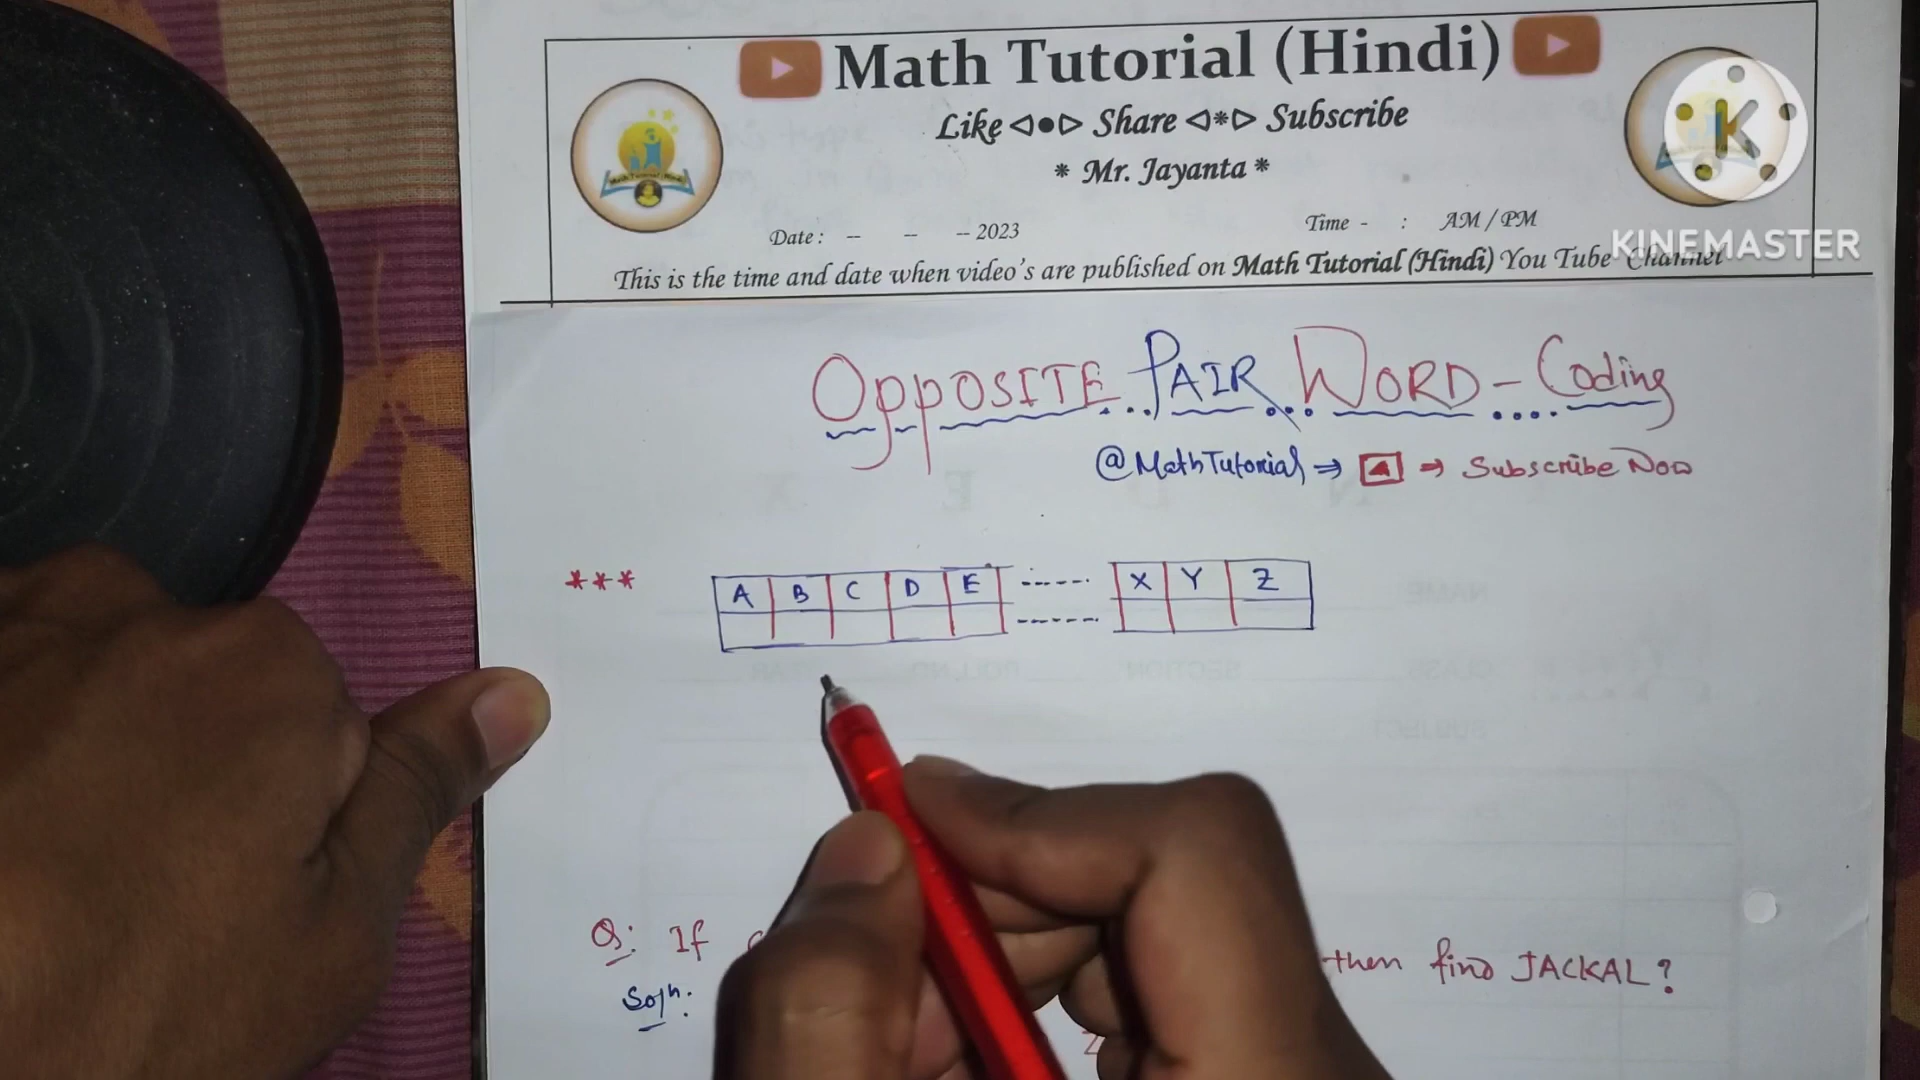 Math Tutorial (Hindi)
Like ◁●▷ Share ◁*▷ Subscribe
* Mr. Jayanta *
Date : -- -- -- 2023 Time - : AM / PM
This is the time and date when video's are published on Math Tutorial (Hindi) You Tube Channel
KINEMASTER
OPPOSITE PAIR WORD - Coding
@MathTutorial ⇒ ⇒ Subscribe Now
*** A B C D E ------ X Y Z
------
Q: If then find JACKAL?
Soln: